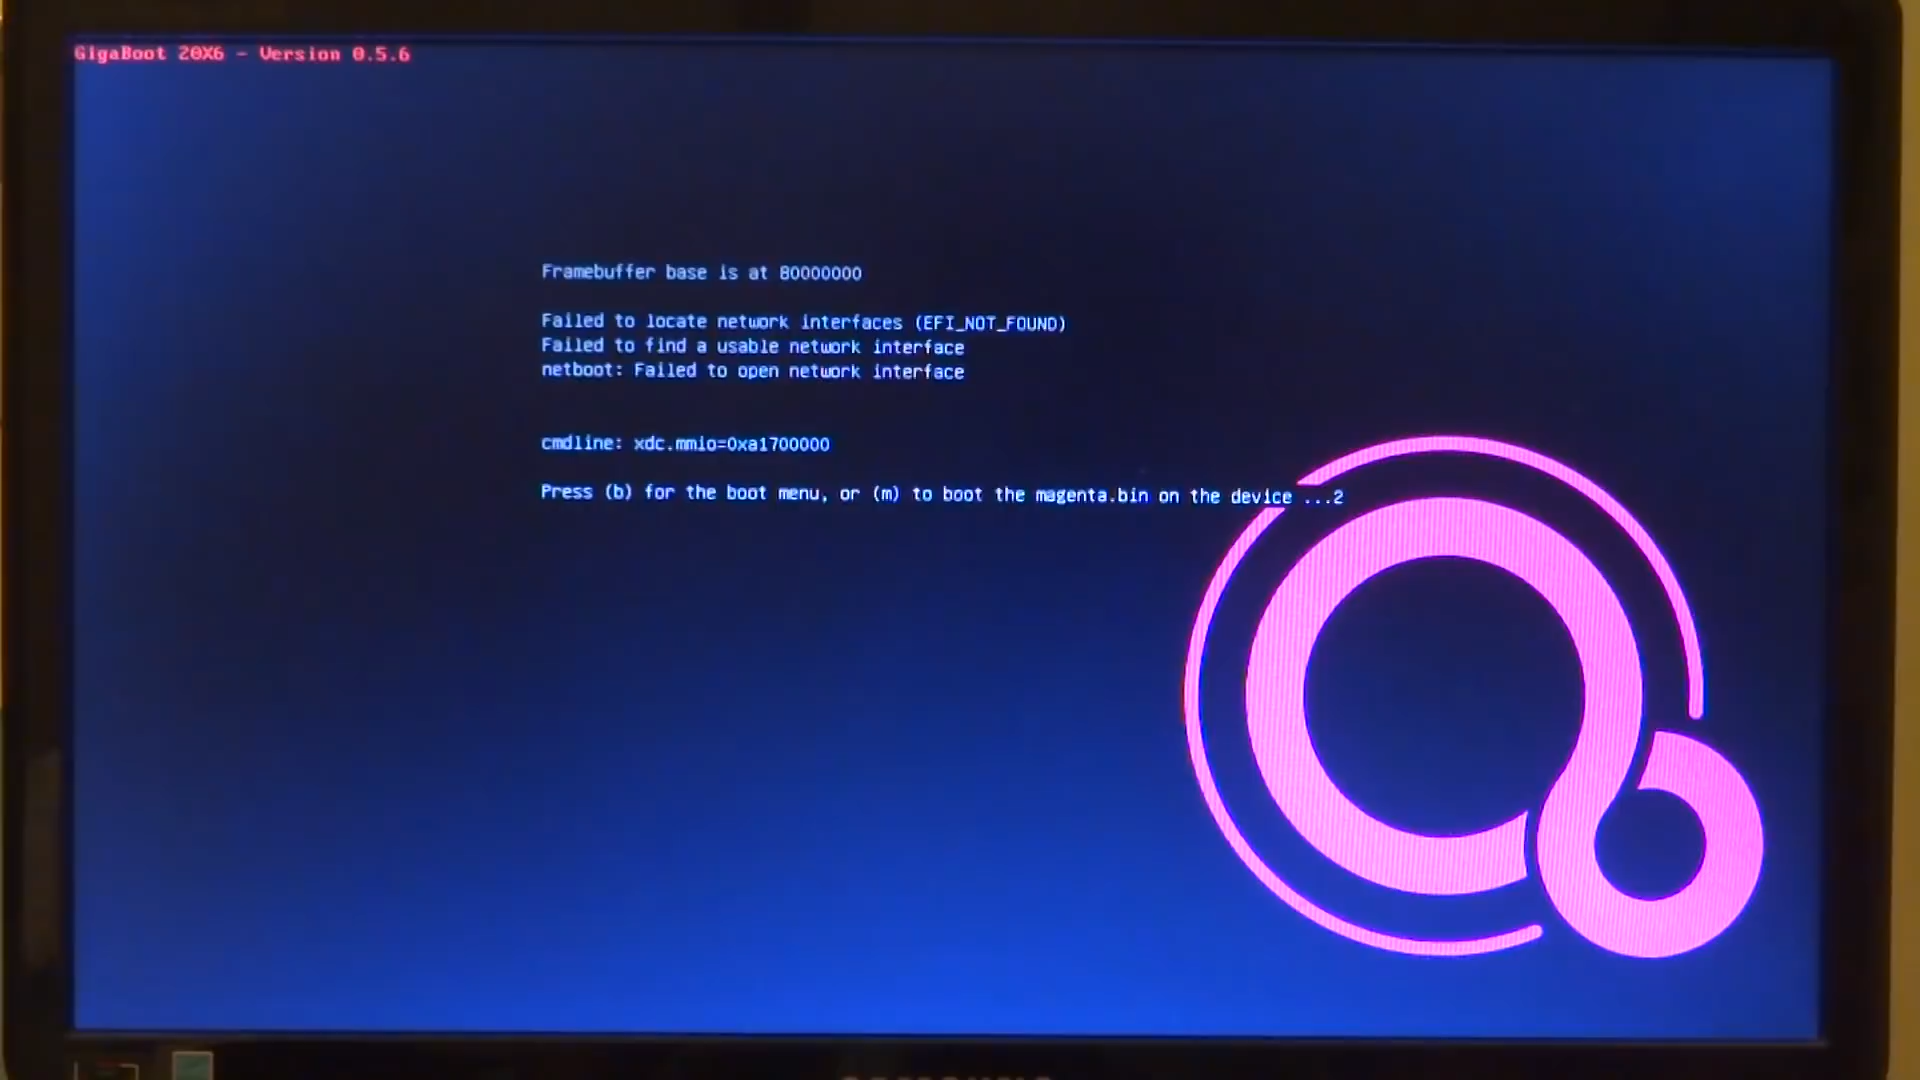 GigaBoot 20X6 - Version 0.5.6
Framebuffer base is at 80000000
Failed to locate network interfaces (EFI_NOT_FOUND)
Failed to find a usable network interface
netboot: Failed to open network interface
cmdline: xdc.mmio=0xa1700000
Press (b) for the boot menu, or (m) to boot the magenta.bin on the device ...2